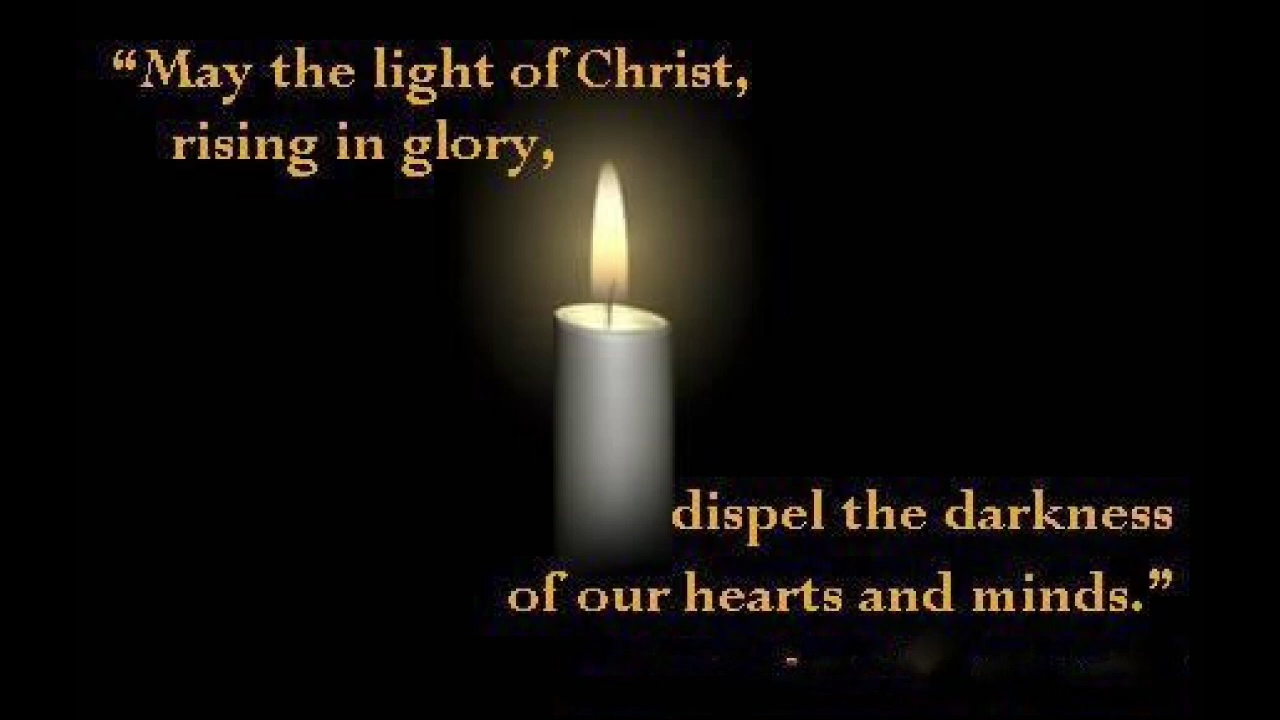 “May the light of Christ,
rising in glory,
dispel the darkness
of our hearts and minds.”